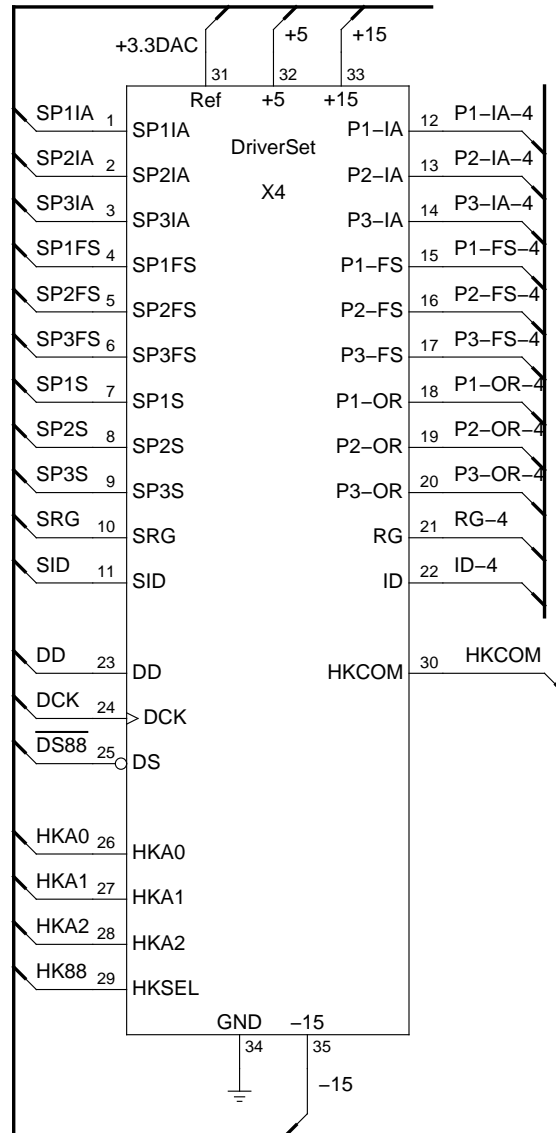 +3.3DAC +5 +15
31 32 33
Ref +5 +15
DriverSet
X4
SP1IA 1 SP1IA P1–IA 12 P1–IA–4
SP2IA 2 SP2IA P2–IA 13 P2–IA–4
SP3IA 3 SP3IA P3–IA 14 P3–IA–4
SP1FS 4 SP1FS P1–FS 15 P1–FS–4
SP2FS 5 SP2FS P2–FS 16 P2–FS–4
SP3FS 6 SP3FS P3–FS 17 P3–FS–4
SP1S 7 SP1S P1–OR 18 P1–OR–4
SP2S 8 SP2S P2–OR 19 P2–OR–4
SP3S 9 SP3S P3–OR 20 P3–OR–4
SRG 10 SRG RG 21 RG–4
SID 11 SID ID 22 ID–4
DD 23 DD HKCOM 30 HKCOM
DCK 24 DCK
DS88 25 DS
HKA0 26 HKA0
HKA1 27 HKA1
HKA2 28 HKA2
HK88 29 HKSEL
GND –15
34 35
–15